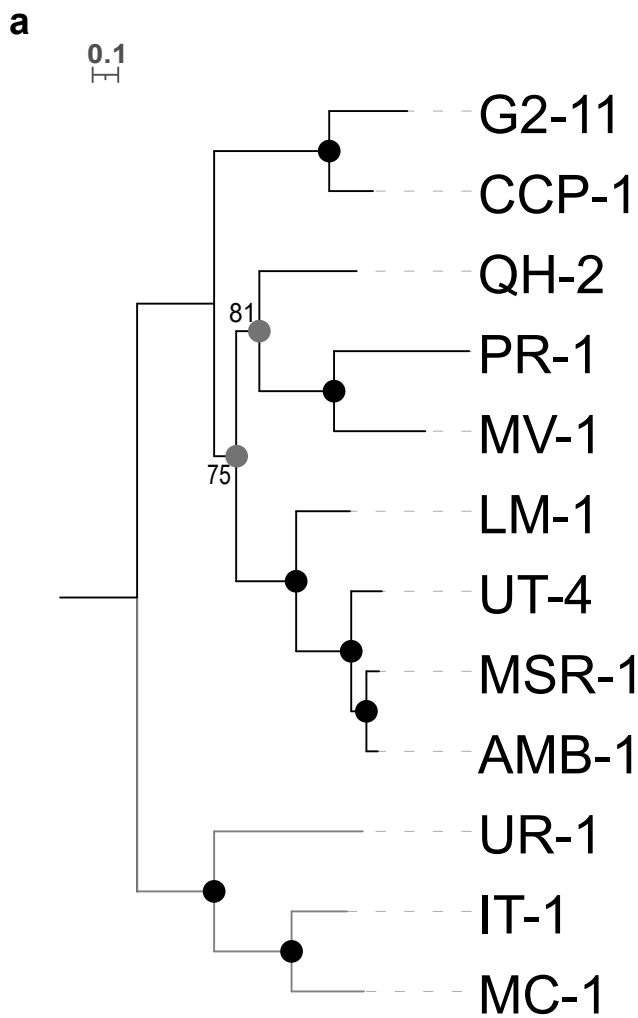 a
0.1
G2-11
CCP-1
QH-2
81
PR-1
MV-1
75
LM-1
UT-4
MSR-1
AMB-1
UR-1
IT-1
MC-1